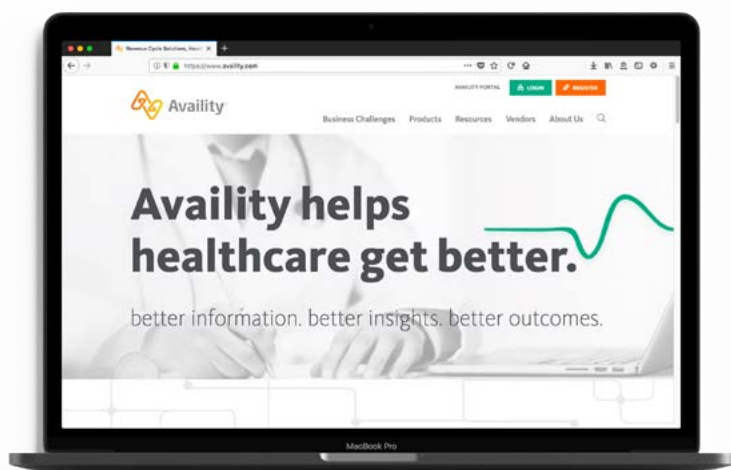 Revenue Cycle Solutions, Healt
https://www.availity.com
AVAILITY PORTAL
LOGIN
REGISTER
Availity
Business Challenges
Products
Resources
Vendors
About Us
Availity helps
healthcare get better.
better information. better insights. better outcomes.
MacBook Pro